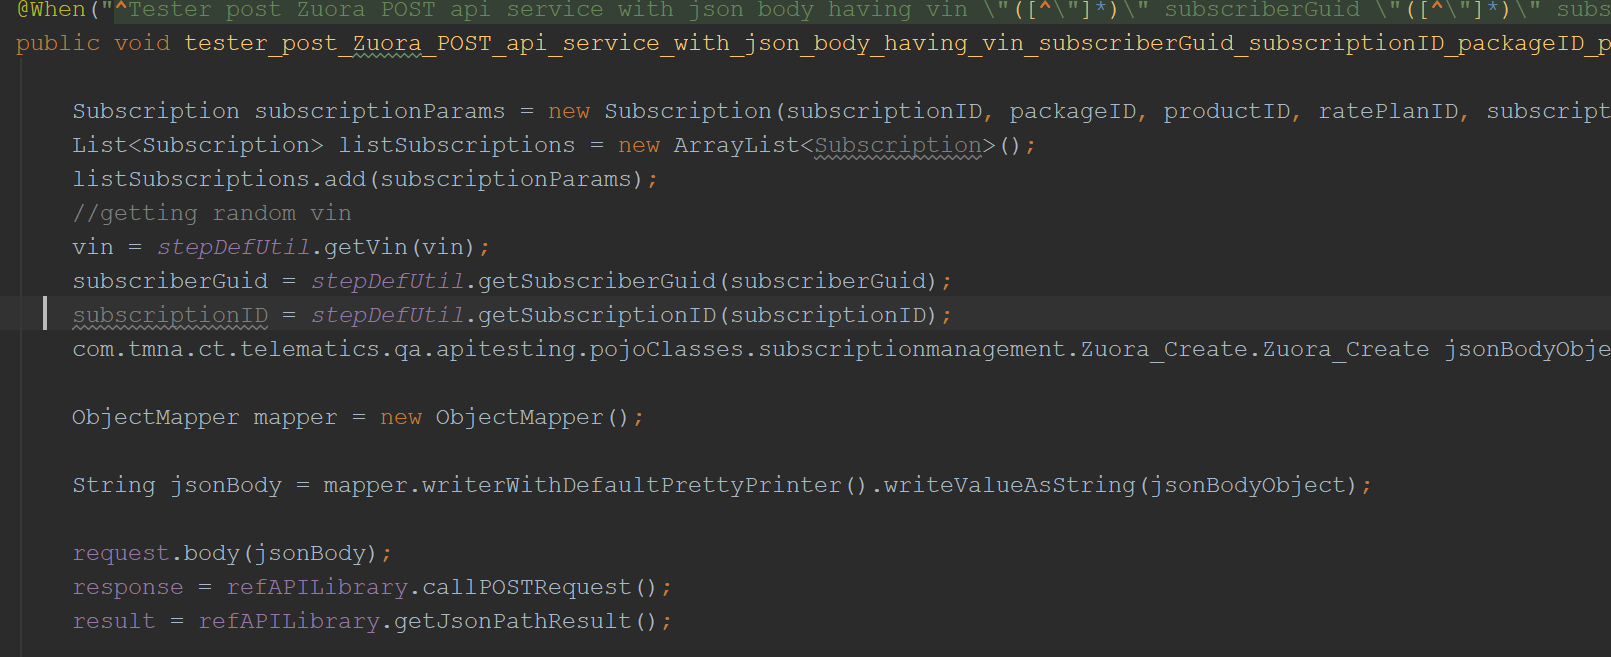 @When("^Tester post Zuora POST api service with json body having vin \"([^\"]*)\" subscriberGuid \"([^\"]*)\" subs
public void tester_post_Zuora_POST_api_service_with_json_body_having_vin_subscriberGuid_subscriptionID_packageID_p
Subscription subscriptionParams = new Subscription(subscriptionID, packageID, productID, ratePlanID, subscript
List<Subscription> listSubscriptions = new ArrayList<Subscription>();
listSubscriptions.add(subscriptionParams);
//getting random vin
vin = stepDefUtil.getVin(vin);
subscriberGuid = stepDefUtil.getSubscriberGuid(subscriberGuid);
subscriptionID = stepDefUtil.getSubscriptionID(subscriptionID);
com.tmna.ct.telematics.qa.apitesting.pojoClasses.subscriptionmanagement.Zuora_Create.Zuora_Create jsonBodyObje
ObjectMapper mapper = new ObjectMapper();
String jsonBody = mapper.writerWithDefaultPrettyPrinter().writeValueAsString(jsonBodyObject);
request.body(jsonBody);
response = refAPILibrary.callPOSTRequest();
result = refAPILibrary.getJsonPathResult();